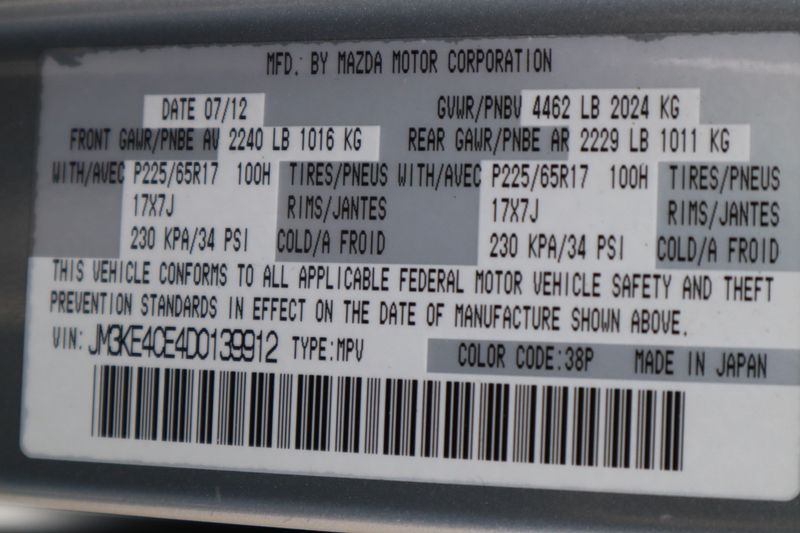 MFD. BY MAZDA MOTOR CORPORATION
DATE 07/12 GVWR/PNBV 4462 LB 2024 KG
FRONT GAWR/PNBE AV 2240 LB 1016 KG REAR GAWR/PNBE AR 2229 LB 1011 KG
WITH/AVEC P225/65R17 100H TIRES/PNEUS WITH/AVEC P225/65R17 100H TIRES/PNEUS
17X7J RIMS/JANTES 17X7J RIMS/JANTES
230 KPA/34 PSI COLD/A FROID 230 KPA/34 PSI COLD/A FROID
THIS VEHICLE CONFORMS TO ALL APPLICABLE FEDERAL MOTOR VEHICLE SAFETY AND THEFT
PREVENTION STANDARDS IN EFFECT ON THE DATE OF MANUFACTURE SHOWN ABOVE.
VIN: JM3KE4CE4D0139912 TYPE:MPV COLOR CODE:38P MADE IN JAPAN